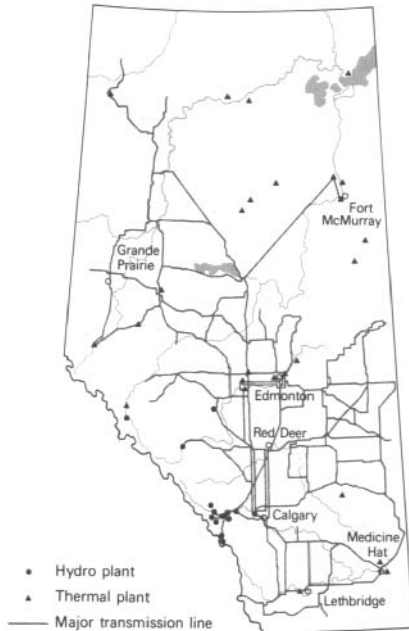 Fort
McMurray
Grande
Prairie
Edmonton
Red Deer
Calgary
Medicine
Hat
Lethbridge
Hydro plant
Thermal plant
Major transmission line